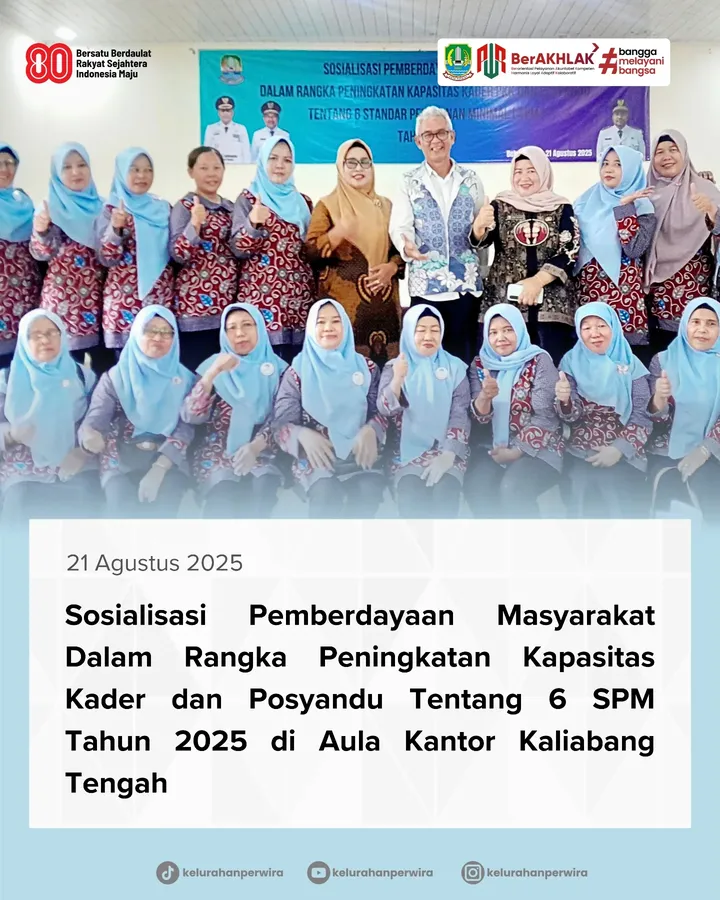 80
Bersatu Berdaulat
Rakyat Sejahtera
Indonesia Maju
BerAKHLAK
#bangga
melayani
bangsa
SOSIALISASI
DALAM RANGKA PENINGKATAN KAPASITAS
TENTANG 6 STANDAR
21 Agustus 2025
21 Agustus 2025
Sosialisasi Pemberdayaan Masyarakat
Dalam Rangka Peningkatan Kapasitas
Kader dan Posyandu Tentang 6 SPM
Tahun 2025 di Aula Kantor Kaliabang
Tengah
kelurahanperwira
kelurahanperwira
kelurahanperwira